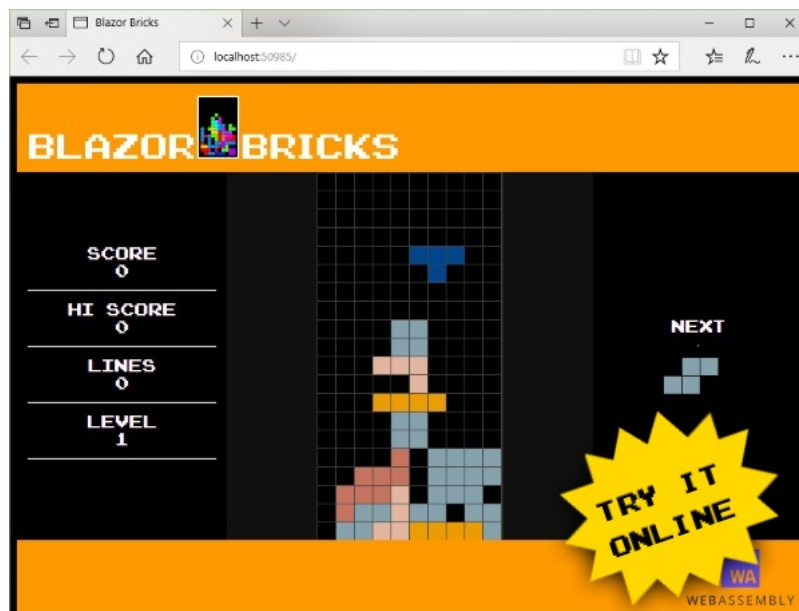 Blazor Bricks
localhost:50985/
BLAZOR BRICKS
SCORE
0
HI SCORE
0
LINES
0
LEVEL
1
NEXT
TRY IT
ONLINE
WA
WEBASSEMBLY